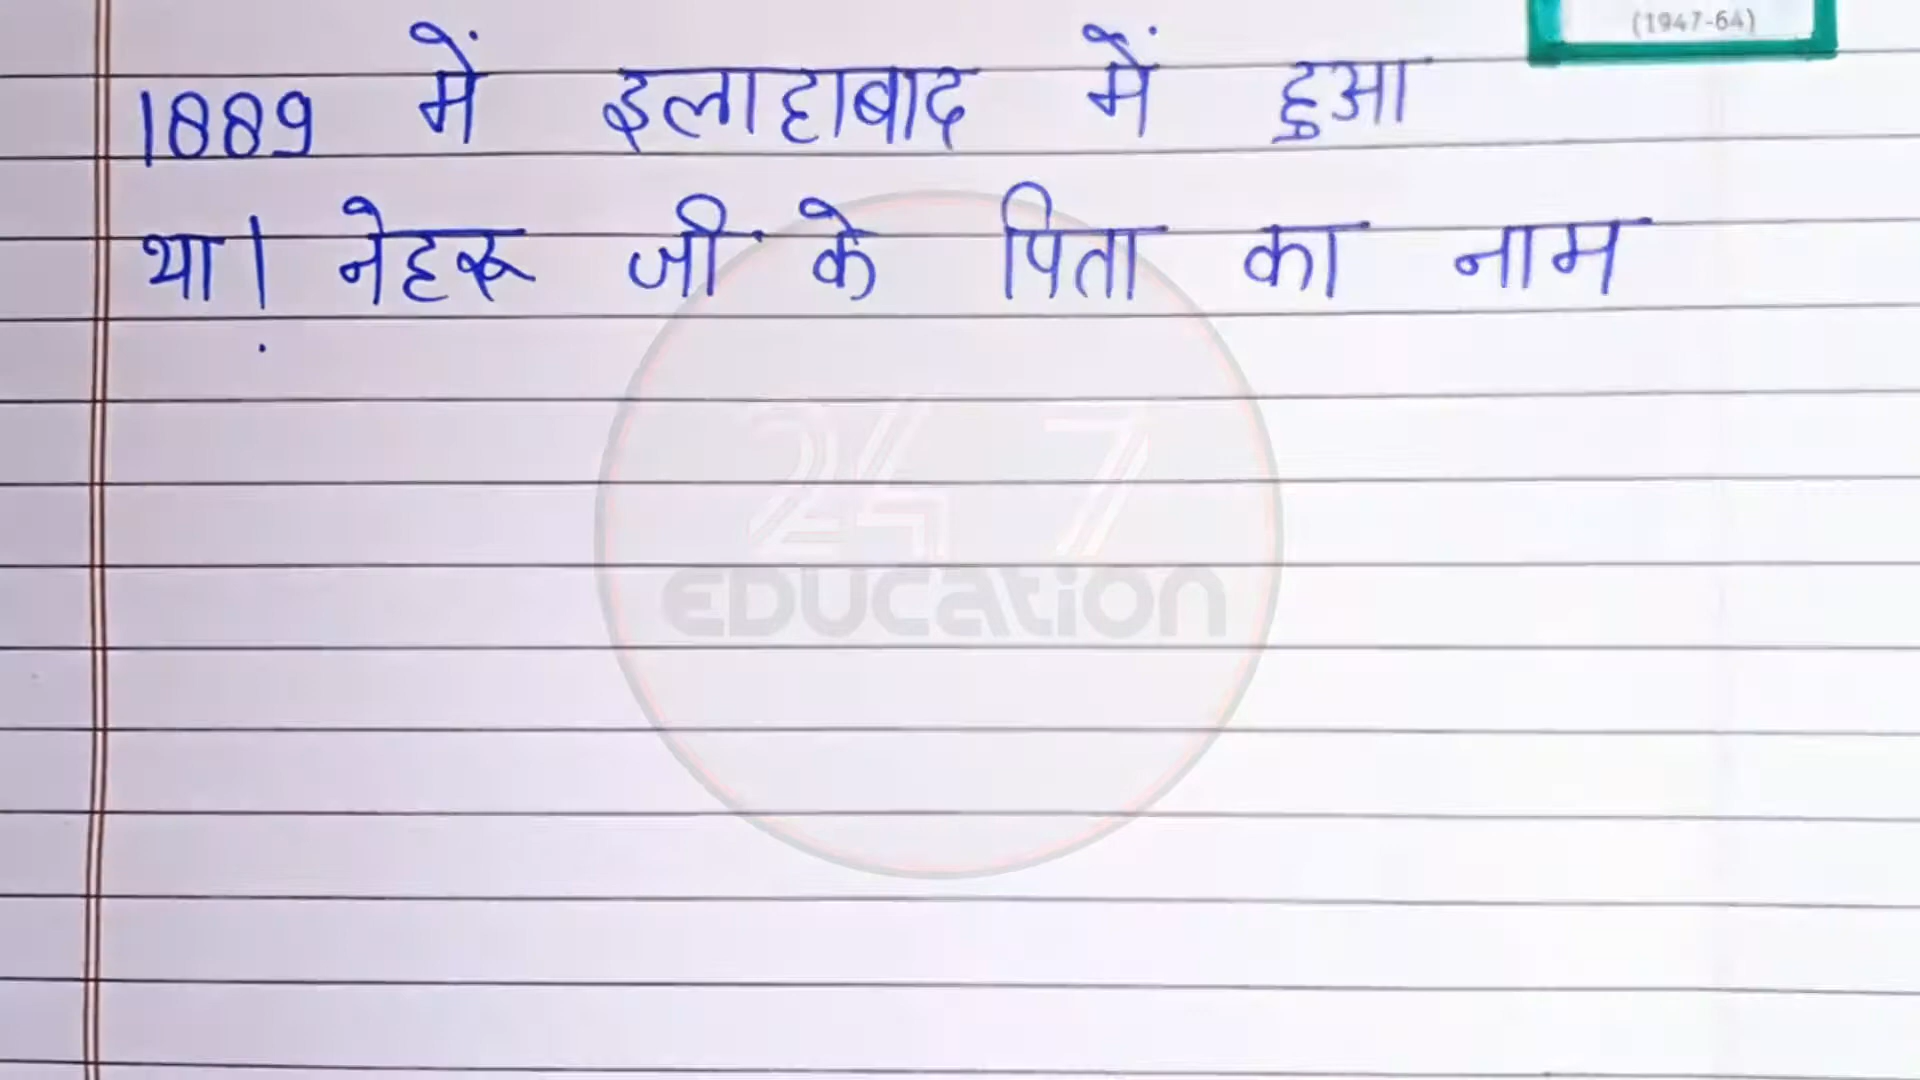 (1947-64)
1889 में इलाहाबाद में हुआ
था। नेहरू जी के पिता का नाम
24 7
EDUCATION